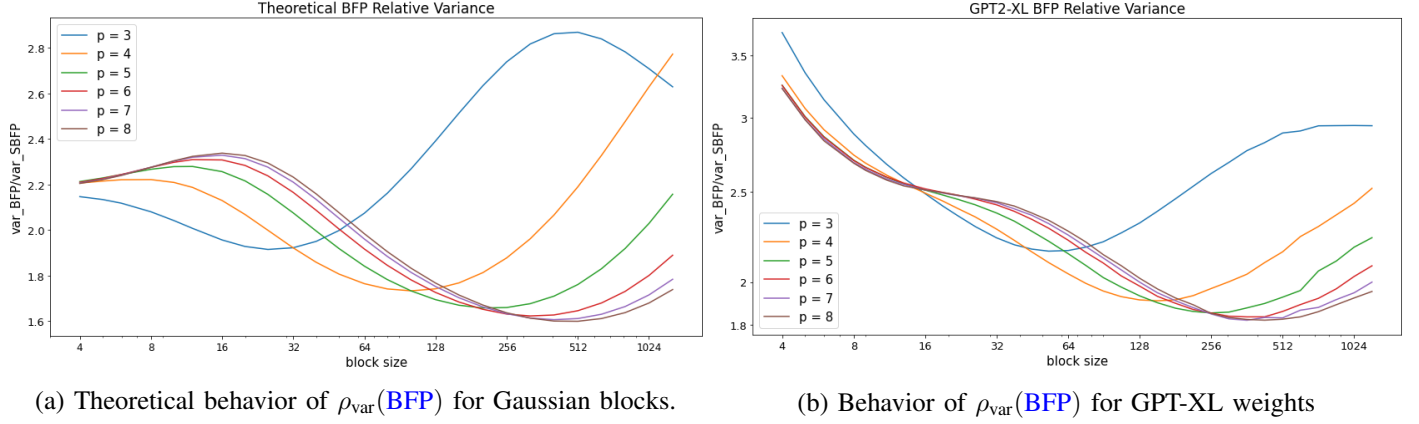 Theoretical BFP Relative Variance
var_BFP/var_SBFP
2.8
2.6
2.4
2.2
2.0
1.8
1.6
p = 3
p = 4
p = 5
p = 6
p = 7
p = 8
4 8 16 32 64 128 256 512 1024
block size
(a) Theoretical behavior of ρvar(BFP) for Gaussian blocks.
GPT2-XL BFP Relative Variance
var_BFP/var_SBFP
3.5
3
2.5
2
1.8
p = 3
p = 4
p = 5
p = 6
p = 7
p = 8
4 8 16 32 64 128 256 512 1024
block size
(b) Behavior of ρvar(BFP) for GPT-XL weights